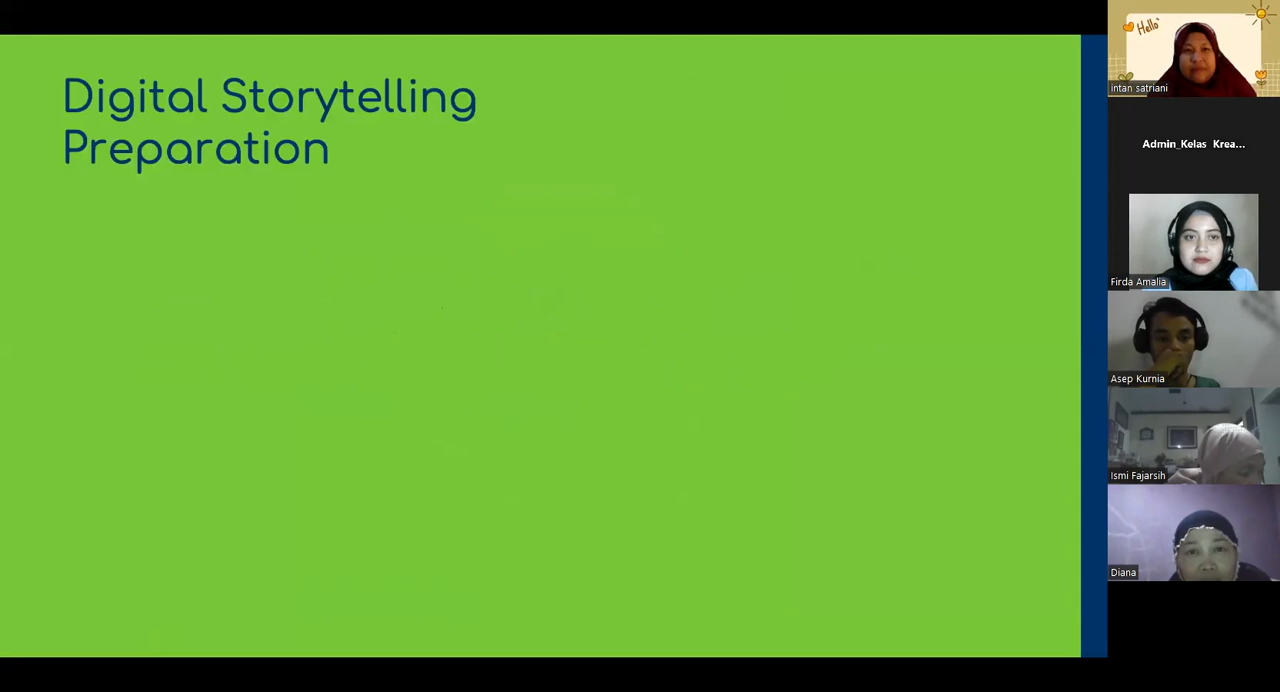 Digital Storytelling
Preparation
Hello
intan satriani
Admin_Kelas Krea...
Firda Amalia
Asep Kurnia
Ismi Fajarsih
Diana